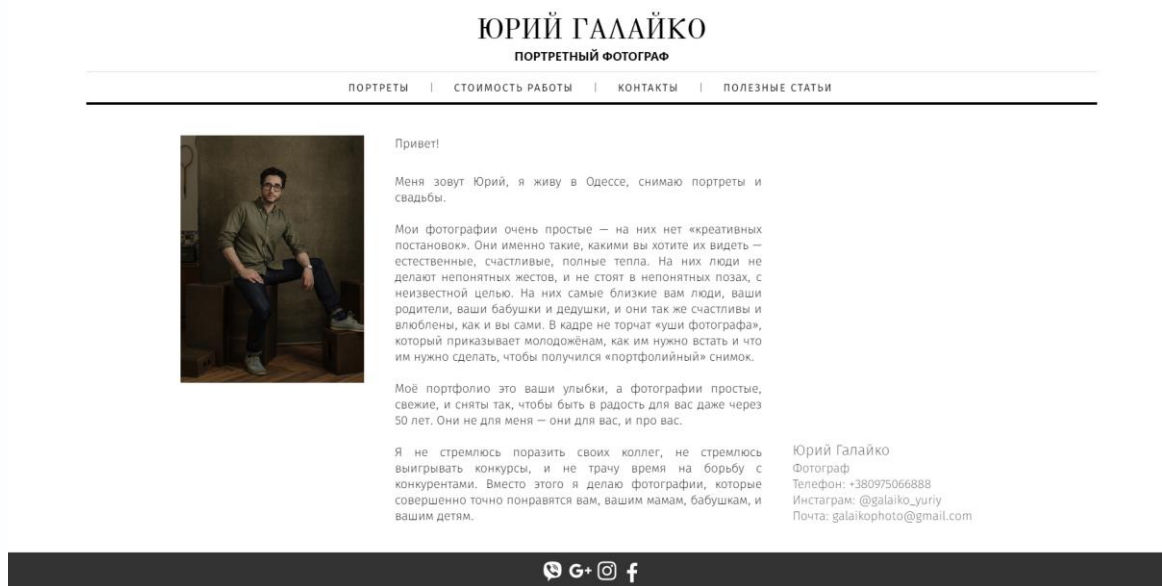 ЮРИЙ ГАЛАЙКО
ПОРТРЕТНЫЙ ФОТОГРАФ
ПОРТРЕТЫ | СТОИМОСТЬ РАБОТЫ | КОНТАКТЫ | ПОЛЕЗНЫЕ СТАТЬИ
Привет!
Меня зовут Юрий, я живу в Одессе, снимаю портреты и
свадьбы.
Мои фотографии очень простые — на них нет «креативных
постановок». Они именно такие, какими вы хотите их видеть —
естественные, счастливые, полные тепла. На них люди не
делают непонятных жестов, и не стоят в непонятных позах, с
неизвестной целью. На них самые близкие вам люди, ваши
родители, ваши бабушки и дедушки, и они так же счастливы и
влюблены, как и вы сами. В кадре не торчат «уши фотографа»,
который приказывает молодожёнам, как им нужно встать и что
им нужно сделать, чтобы получился «портфолийный» снимок.
Моё портфолио это ваши улыбки, а фотографии простые,
свежие, и сняты так, чтобы быть в радость для вас даже через
50 лет. Они не для меня — они для вас, и про вас.
Я не стремлюсь поразить своих коллег, не стремлюсь
выигрывать конкурсы, и не трачу время на борьбу с
конкурентами. Вместо этого я делаю фотографии, которые
совершенно точно понравятся вам, вашим мамам, бабушкам, и
вашим детям.
Юрий Галайко
Фотограф
Телефон: +380975066888
Инстаграм: @galaiko_yuriy
Почта: galaikophoto@gmail.com
G+ f